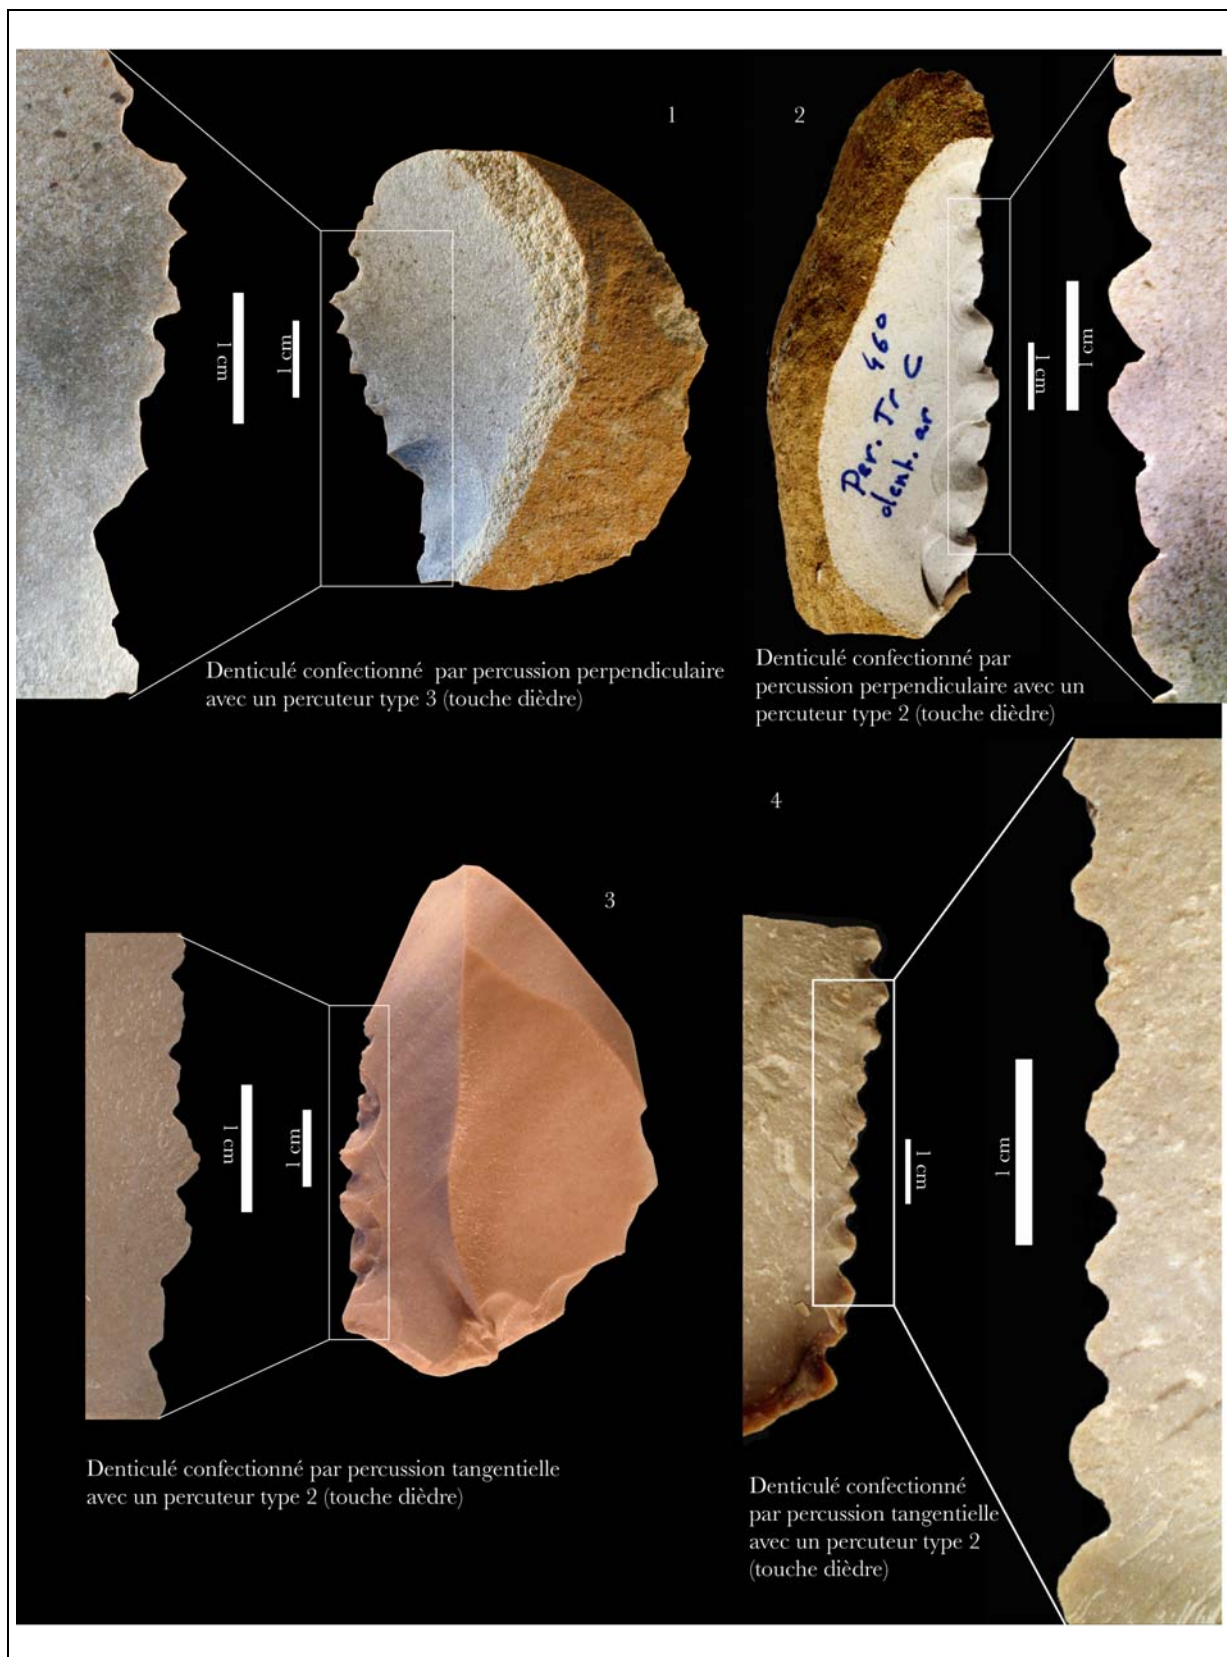 1
1 cm
1 cm
Denticulé confectionné par percussion perpendiculaire
avec un percuteur type 3 (touche dièdre)
2
Per. Tr 460
dent. ar C
1 cm
1 cm
Denticulé confectionné par
percussion perpendiculaire avec un
percuteur type 2 (touche dièdre)
3
1 cm
1 cm
Denticulé confectionné par percussion tangentielle
avec un percuteur type 2 (touche dièdre)
4
1 cm
1 cm
Denticulé confectionné
par percussion tangentielle
avec un percuteur type 2
(touche dièdre)